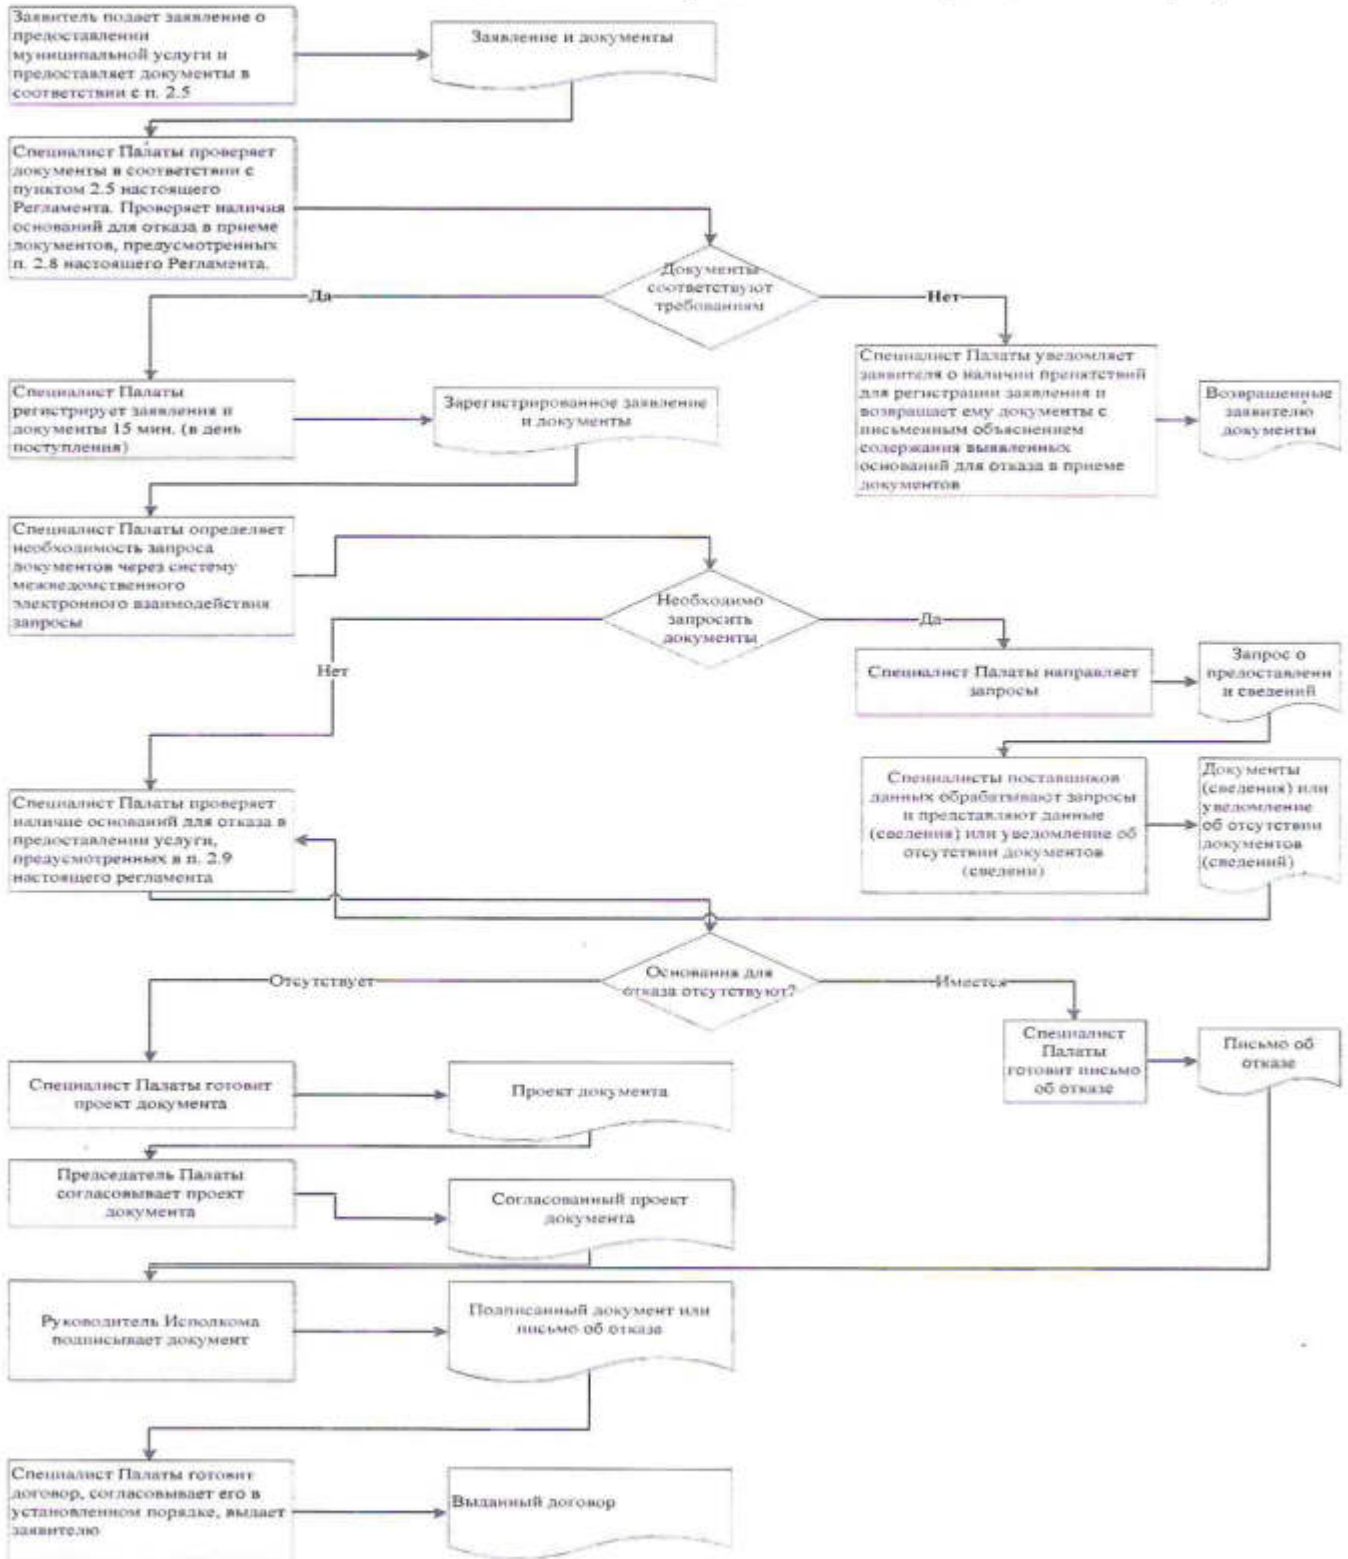 Заявитель подает заявление о
предоставлении
муниципальной услуги и
предоставляет документы в
соответствии с п. 2.5
Заявление и документы
Специалист Палаты проверяет
документы в соответствии с
пунктом 2.5 настоящего
Регламента. Проверяет наличия
оснований для отказа в приеме
документов, предусмотренных
п. 2.8 настоящего Регламента.
Документы
соответствуют
требованиям
Да
Нет
Специалист Палаты
регистрирует заявления и
документы 15 мин. (в день
поступления)
Зарегистрированное заявление
и документы
Специалист Палаты уведомляет
заявителя о наличии препятствий
для регистрации заявления и
возвращает ему документы с
письменным объяснением
содержания выявленных
оснований для отказа в приеме
документов
Возвращенные
заявителю
документы
Специалист Палаты определяет
необходимость запроса
документов через систему
межведомственного
электронного взаимодействия
запросы
Необходимо
запросить
документы
Да
Нет
Специалист Палаты направляет
запросы
Запрос о
предоставлени
и сведений
Специалисты поставщиков
данных обрабатывают запросы
и представляют данные
(сведения) или уведомление об
отсутствии документов
(сведени)
Документы
(сведения) или
уведомление
об отсутствии
документов
(сведений)
Специалист Палаты проверяет
наличие оснований для отказа в
предоставлении услуги,
предусмотренных в п. 2.9
настоящего регламента
Основания для
отказа отсутствуют?
Отсутствует
Имеется
Специалист
Палаты
готовит письмо
об отказе
Письмо об
отказе
Специалист Палаты готовит
проект документа
Проект документа
Председатель Палаты
согласовывает проект
документа
Согласованный проект
документа
Руководитель Исполкома
подписывает документ
Подписанный документ или
письмо об отказе
Специалист Палаты готовит
договор, согласовывает его в
установленном порядке, выдает
заявителю
Выданный договор